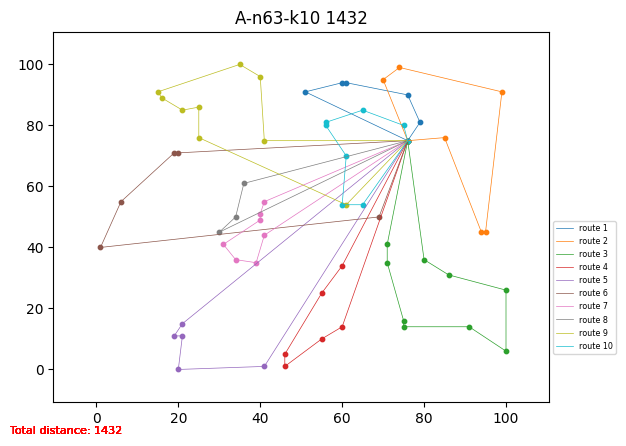 A-n63-k10 1432
100
80
60
40
20
0
0 20 40 60 80 100
route 1
route 2
route 3
route 4
route 5
route 6
route 7
route 8
route 9
route 10
Total distance: 1432